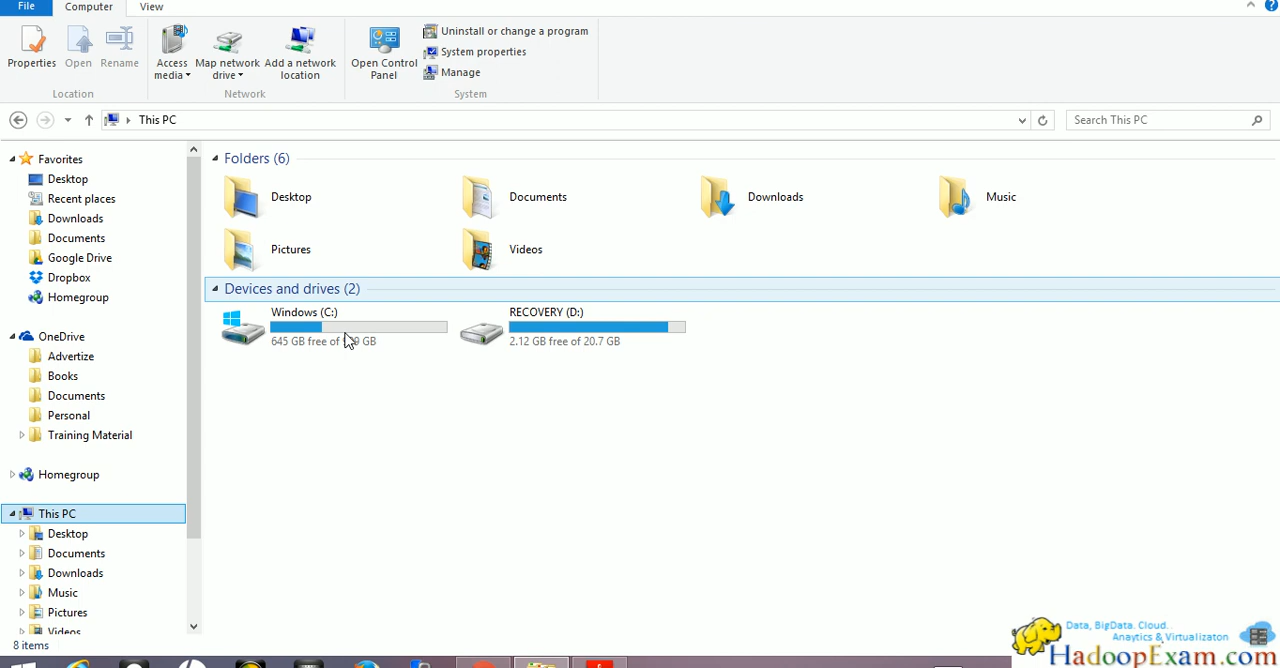 File
Computer
View
Properties
Open
Rename
Access media
Map network drive
Add a network location
Open Control Panel
Uninstall or change a program
System properties
Manage
Location
Network
System
This PC
Search This PC
Favorites
Desktop
Recent places
Downloads
Documents
Google Drive
Dropbox
Homegroup
OneDrive
Advertize
Books
Documents
Personal
Training Material
Homegroup
This PC
Desktop
Documents
Downloads
Music
Pictures
Videos
Folders (6)
Desktop
Documents
Downloads
Music
Pictures
Videos
Devices and drives (2)
Windows (C:)
645 GB free of GB
RECOVERY (D:)
2.12 GB free of 20.7 GB
8 items
Data, BigData. Cloud.
Anaytics & Virtualizaton
HadoopExam.com